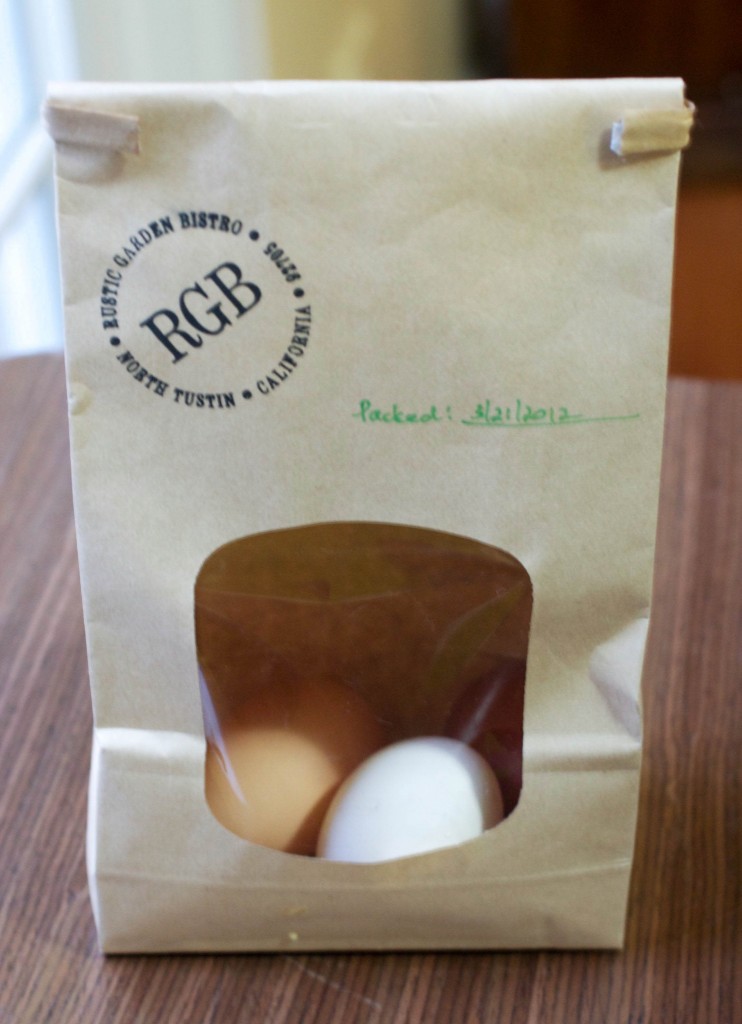 RUSTIC GARDEN BISTRO • 92705 • CALIFORNIA • NORTH TUSTIN •
RGB
Packed: 3/21/2012